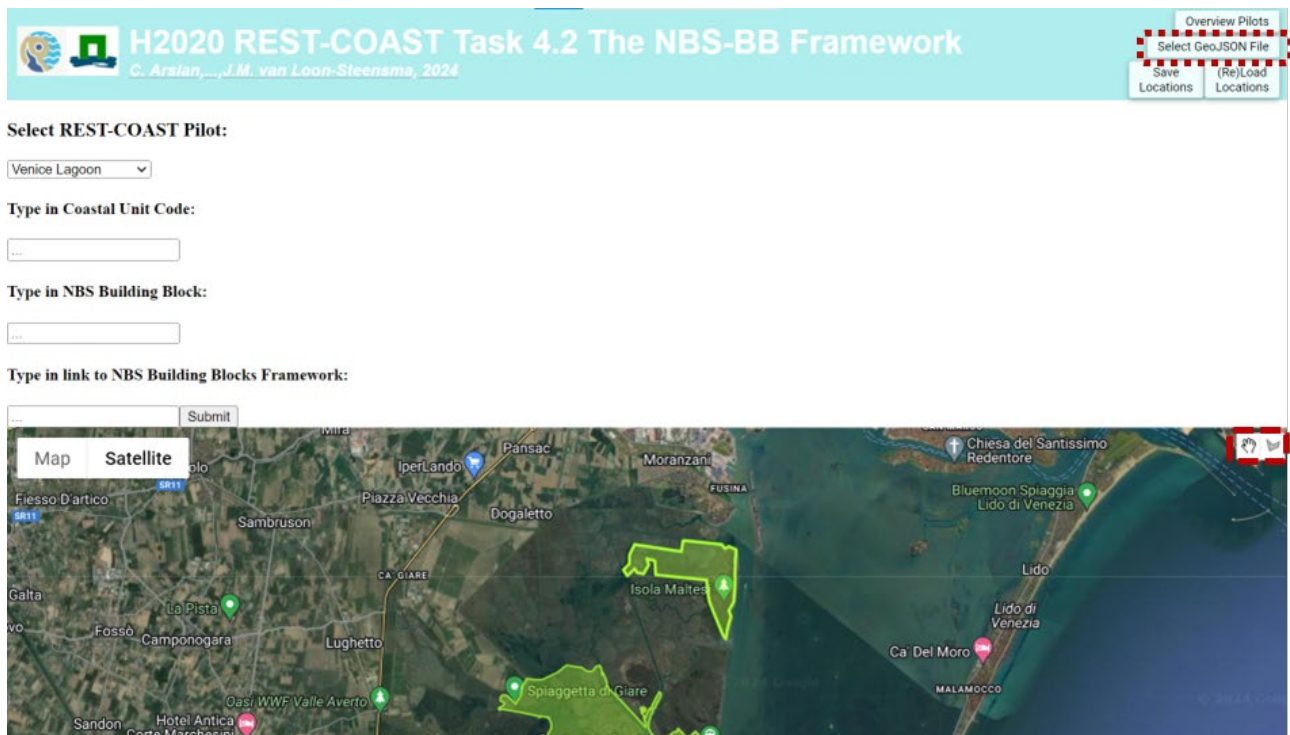 H2020 REST-COAST Task 4.2 The NBS-BB Framework
C. Arslan,...,J.M. van Loon-Steensma, 2024
Overview Pilots
Select GeoJSON File
Save Locations
(Re)Load Locations
Select REST-COAST Pilot:
Venice Lagoon
Type in Coastal Unit Code:
...
Type in NBS Building Block:
...
Type in link to NBS Building Blocks Framework:
...
Submit
Map
Satellite
Mira
Pansac
Chiesa del Santissimo
Redentore
IperLando
Moranzani
SR11
Fiesso D'artico
Piazza Vecchia
FUSINA
Bluemoon Spiaggia
Lido di Venezia
SR11
Sambruson
Dogaletto
CA' GIARE
Isola Maltesi
Lido
Galta
La Pista
Lido di
Venezia
Fossò
Camponogara
Lughetto
Ca' Del Moro
Spiaggetta di Giare
MALAMOCCO
Oasi WWF Valle Averto
Sandon
Hotel Antica
Corte Marchesini